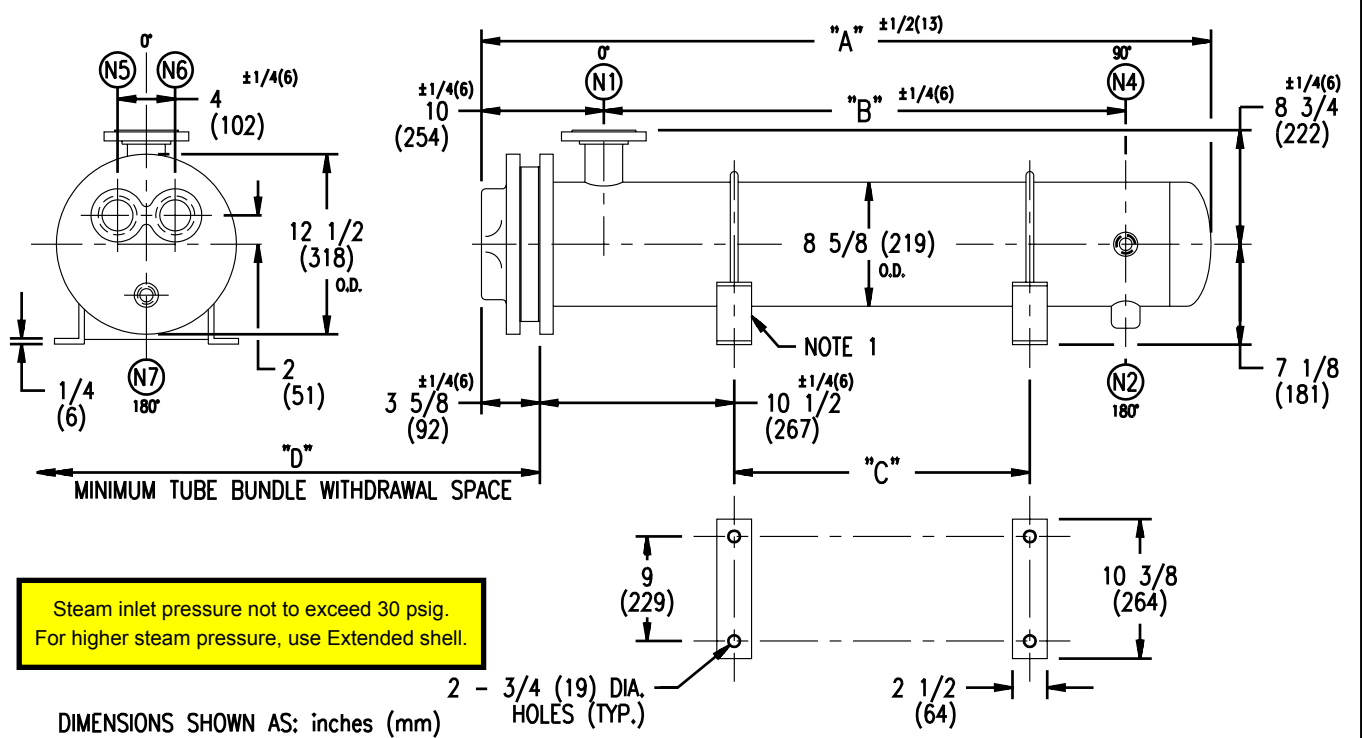 0°
N5 N6
±1/4(6)
4
(102)
12 1/2
(318)
O.D.
1/4
(6)
N7
180°
2
(51)
"A" ±1/2(13)
±1/4(6)
10
(254)
0°
N1
"B" ±1/4(6)
90°
N4
±1/4(6)
8 3/4
(222)
8 5/8 (219)
O.D.
NOTE 1
±1/4(6)
3 5/8
(92)
±1/4(6)
10 1/2
(267)
N2
180°
7 1/8
(181)
"D"
MINIMUM TUBE BUNDLE WITHDRAWAL SPACE
"C"
9
(229)
10 3/8
(264)
Steam inlet pressure not to exceed 30 psig.
For higher steam pressure, use Extended shell.
2 - 3/4 (19) DIA.
HOLES (TYP.)
2 1/2
(64)
DIMENSIONS SHOWN AS: inches (mm)